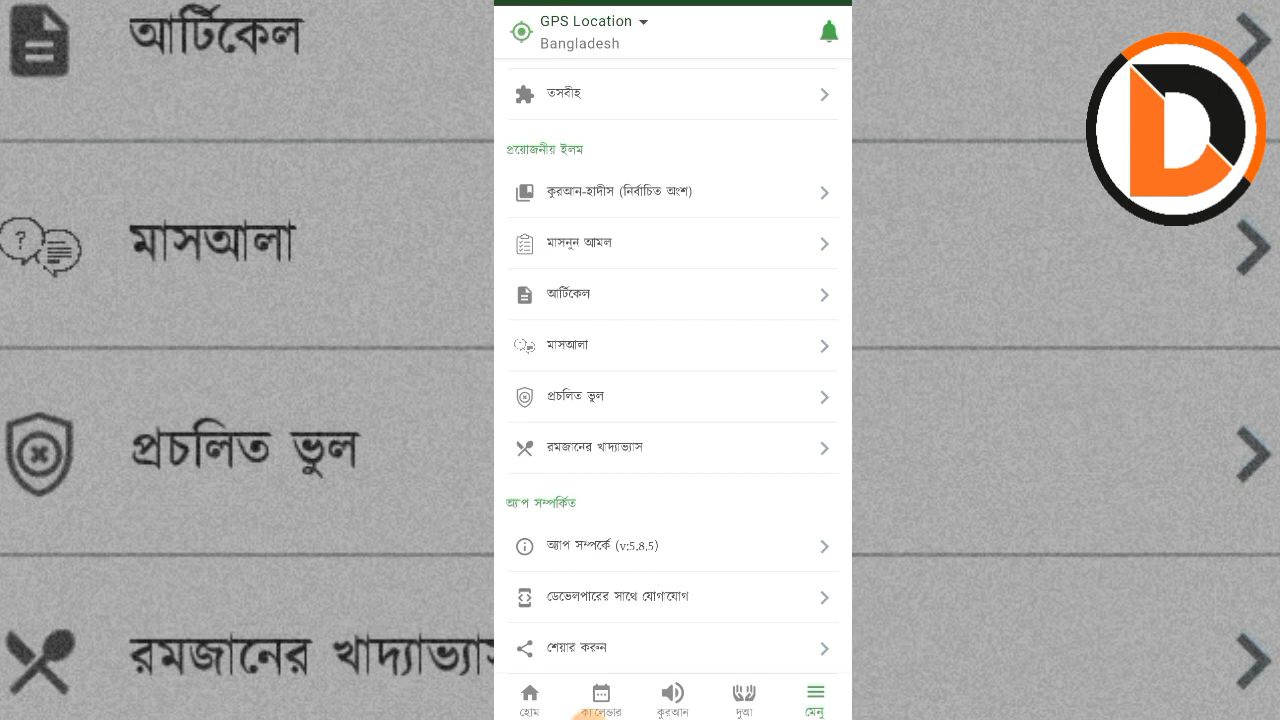 GPS Location
Bangladesh
তসবীহ
প্রয়োজনীয় ইলম
কুরআন-হাদীস (নির্বাচিত অংশ)
মাসনুন আমল
আর্টিকেল
মাসআলা
প্রচলিত ভুল
রমজানের খাদ্যাভ্যাস
অ্যাপ সম্পর্কিত
অ্যাপ সম্পর্কে (v:5.8.5)
ডেভেলপারের সাথে যোগাযোগ
শেয়ার করুন
হোম
ক্যালেন্ডার
কুরআন
দুআ
মেনু
আর্টিকেল
মাসআলা
প্রচলিত ভুল
রমজানের খাদ্যাভ্যাস